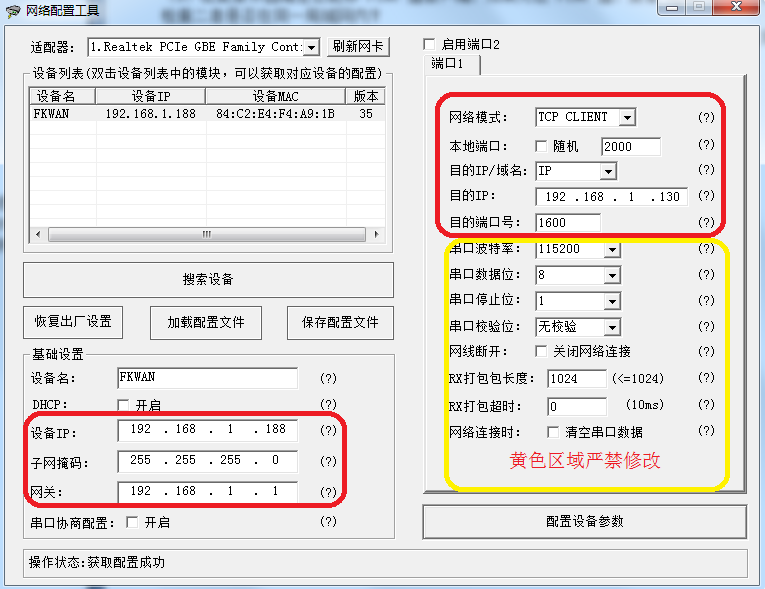 网络配置工具
适配器: 1.Realtek PCIe GBE Family Cont: 刷新网卡
设备列表(双击设备列表中的模块，可以获取对应设备的配置)
设备名 设备IP 设备MAC 版本
FKWAN 192.168.1.188 84:C2:E4:F4:A9:1B 35
搜索设备
恢复出厂设置 加载配置文件 保存配置文件
基础设置
设备名: FKWAN (?)
DHCP: 开启 (?)
设备IP: 192 .168 . 1 . 188 (?)
子网掩码: 255 .255 .255 . 0 (?)
网关: 192 .168 . 1 . 1 (?)
串口协商配置: 开启 (?)
启用端口2
端口1
网络模式: TCP CLIENT (?)
本地端口: 随机 2000 (?)
目的IP/域名: IP (?)
目的IP: 192 .168 . 1 .130 (?)
目的端口号: 1600 (?)
串口波特率: 115200 (?)
串口数据位: 8 (?)
串口停止位: 1 (?)
串口校验位: 无校验 (?)
网线断开: 关闭网络连接 (?)
RX打包包长度: 1024 (<=1024) (?)
RX打包超时: 0 (10ms) (?)
网络连接时: 清空串口数据 (?)
黄色区域严禁修改
配置设备参数
操作状态:获取配置成功